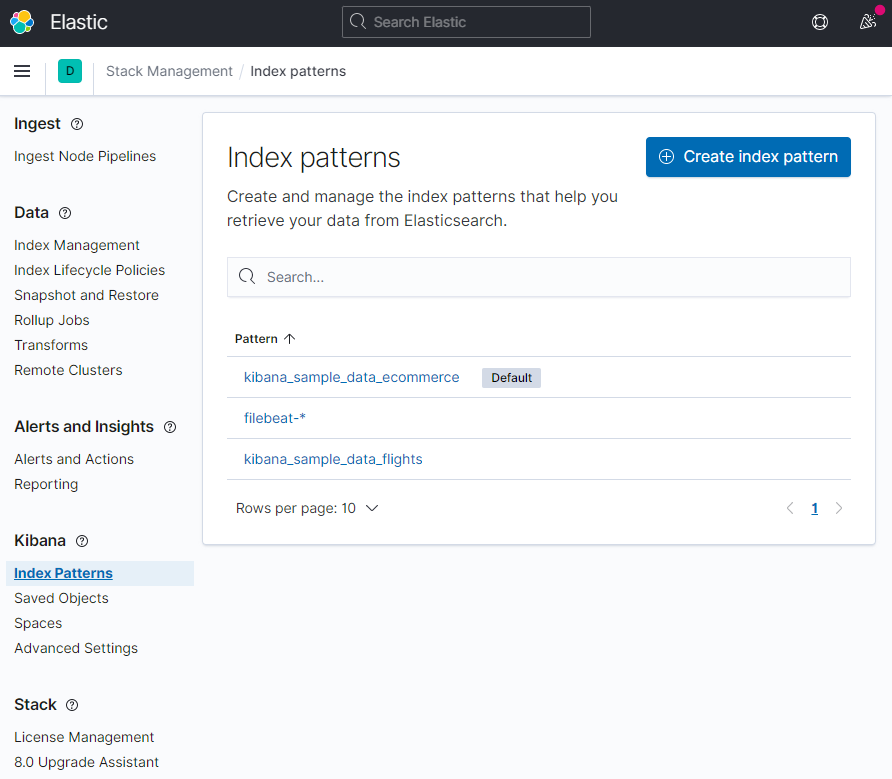 Elastic
Search Elastic
D
Stack Management / Index patterns
Ingest
Ingest Node Pipelines
Data
Index Management
Index Lifecycle Policies
Snapshot and Restore
Rollup Jobs
Transforms
Remote Clusters
Alerts and Insights
Alerts and Actions
Reporting
Kibana
Index Patterns
Saved Objects
Spaces
Advanced Settings
Stack
License Management
8.0 Upgrade Assistant
Index patterns
Create index pattern
Create and manage the index patterns that help you
retrieve your data from Elasticsearch.
Search...
Pattern
kibana_sample_data_ecommerce Default
filebeat-*
kibana_sample_data_flights
Rows per page: 10
1